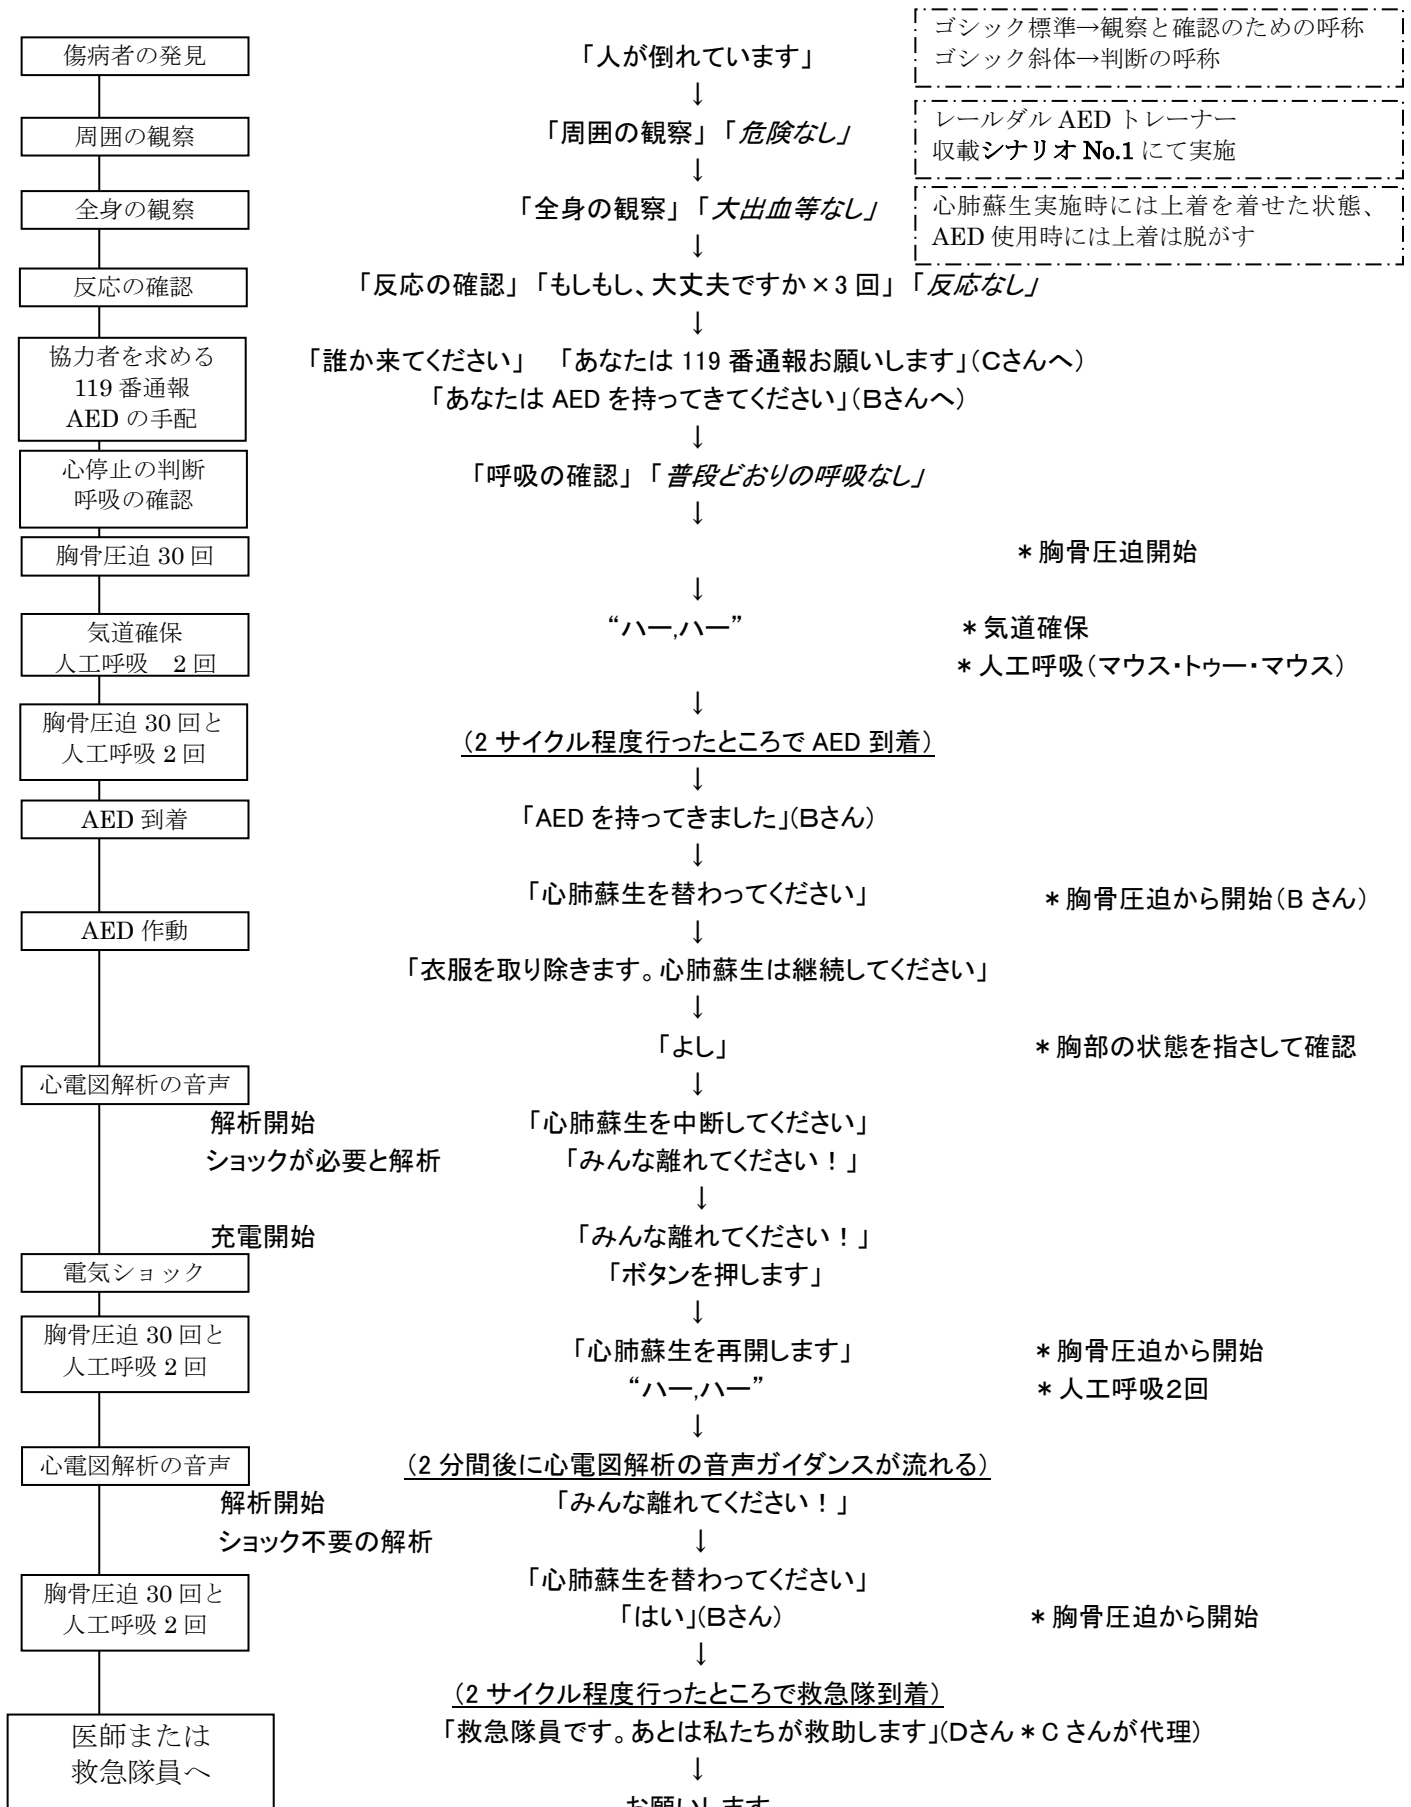 ゴシック標準→観察と確認のための呼称
ゴシック斜体→判断の呼称
傷病者の発見
「人が倒れています」
↓
レールダル AED トレーナー
収載シナリオ No.1 にて実施
周囲の観察
「周囲の観察」「危険なし」
↓
心肺蘇生実施時には上着を着せた状態、
AED 使用時には上着は脱がす
全身の観察
「全身の観察」「大出血等なし」
↓
反応の確認
「反応の確認」「もしもし、大丈夫ですか×3 回」「反応なし」
↓
協力者を求める
119 番通報
AED の手配
「誰か来てください」　「あなたは 119 番通報お願いします」(Cさんへ)
「あなたは AED を持ってきてください」(Bさんへ)
↓
心停止の判断
呼吸の確認
「呼吸の確認」「普段どおりの呼吸なし」
↓
胸骨圧迫 30 回
＊胸骨圧迫開始
↓
気道確保
人工呼吸　2 回
“ハー,ハー”
＊気道確保
＊人工呼吸(マウス・トゥー・マウス)
↓
胸骨圧迫 30 回と
人工呼吸 2 回
(2 サイクル程度行ったところで AED 到着)
↓
AED 到着
「AED を持ってきました」(Bさん)
↓
「心肺蘇生を替わってください」
＊胸骨圧迫から開始(B さん)
AED 作動
↓
「衣服を取り除きます。心肺蘇生は継続してください」
↓
「よし」
＊胸部の状態を指さして確認
↓
心電図解析の音声
解析開始
「心肺蘇生を中断してください」
ショックが必要と解析
「みんな離れてください！」
↓
充電開始
「みんな離れてください！」
電気ショック
「ボタンを押します」
↓
胸骨圧迫 30 回と
人工呼吸 2 回
「心肺蘇生を再開します」
＊胸骨圧迫から開始
“ハー,ハー”
＊人工呼吸２回
↓
心電図解析の音声
(2 分間後に心電図解析の音声ガイダンスが流れる)
解析開始
「みんな離れてください！」
ショック不要の解析
↓
胸骨圧迫 30 回と
人工呼吸 2 回
「心肺蘇生を替わってください」
「はい」(Bさん)
＊胸骨圧迫から開始
↓
(2 サイクル程度行ったところで救急隊到着)
医師または
救急隊員へ
「救急隊員です。あとは私たちが救助します」(Dさん＊C さんが代理)
↓
お願いします